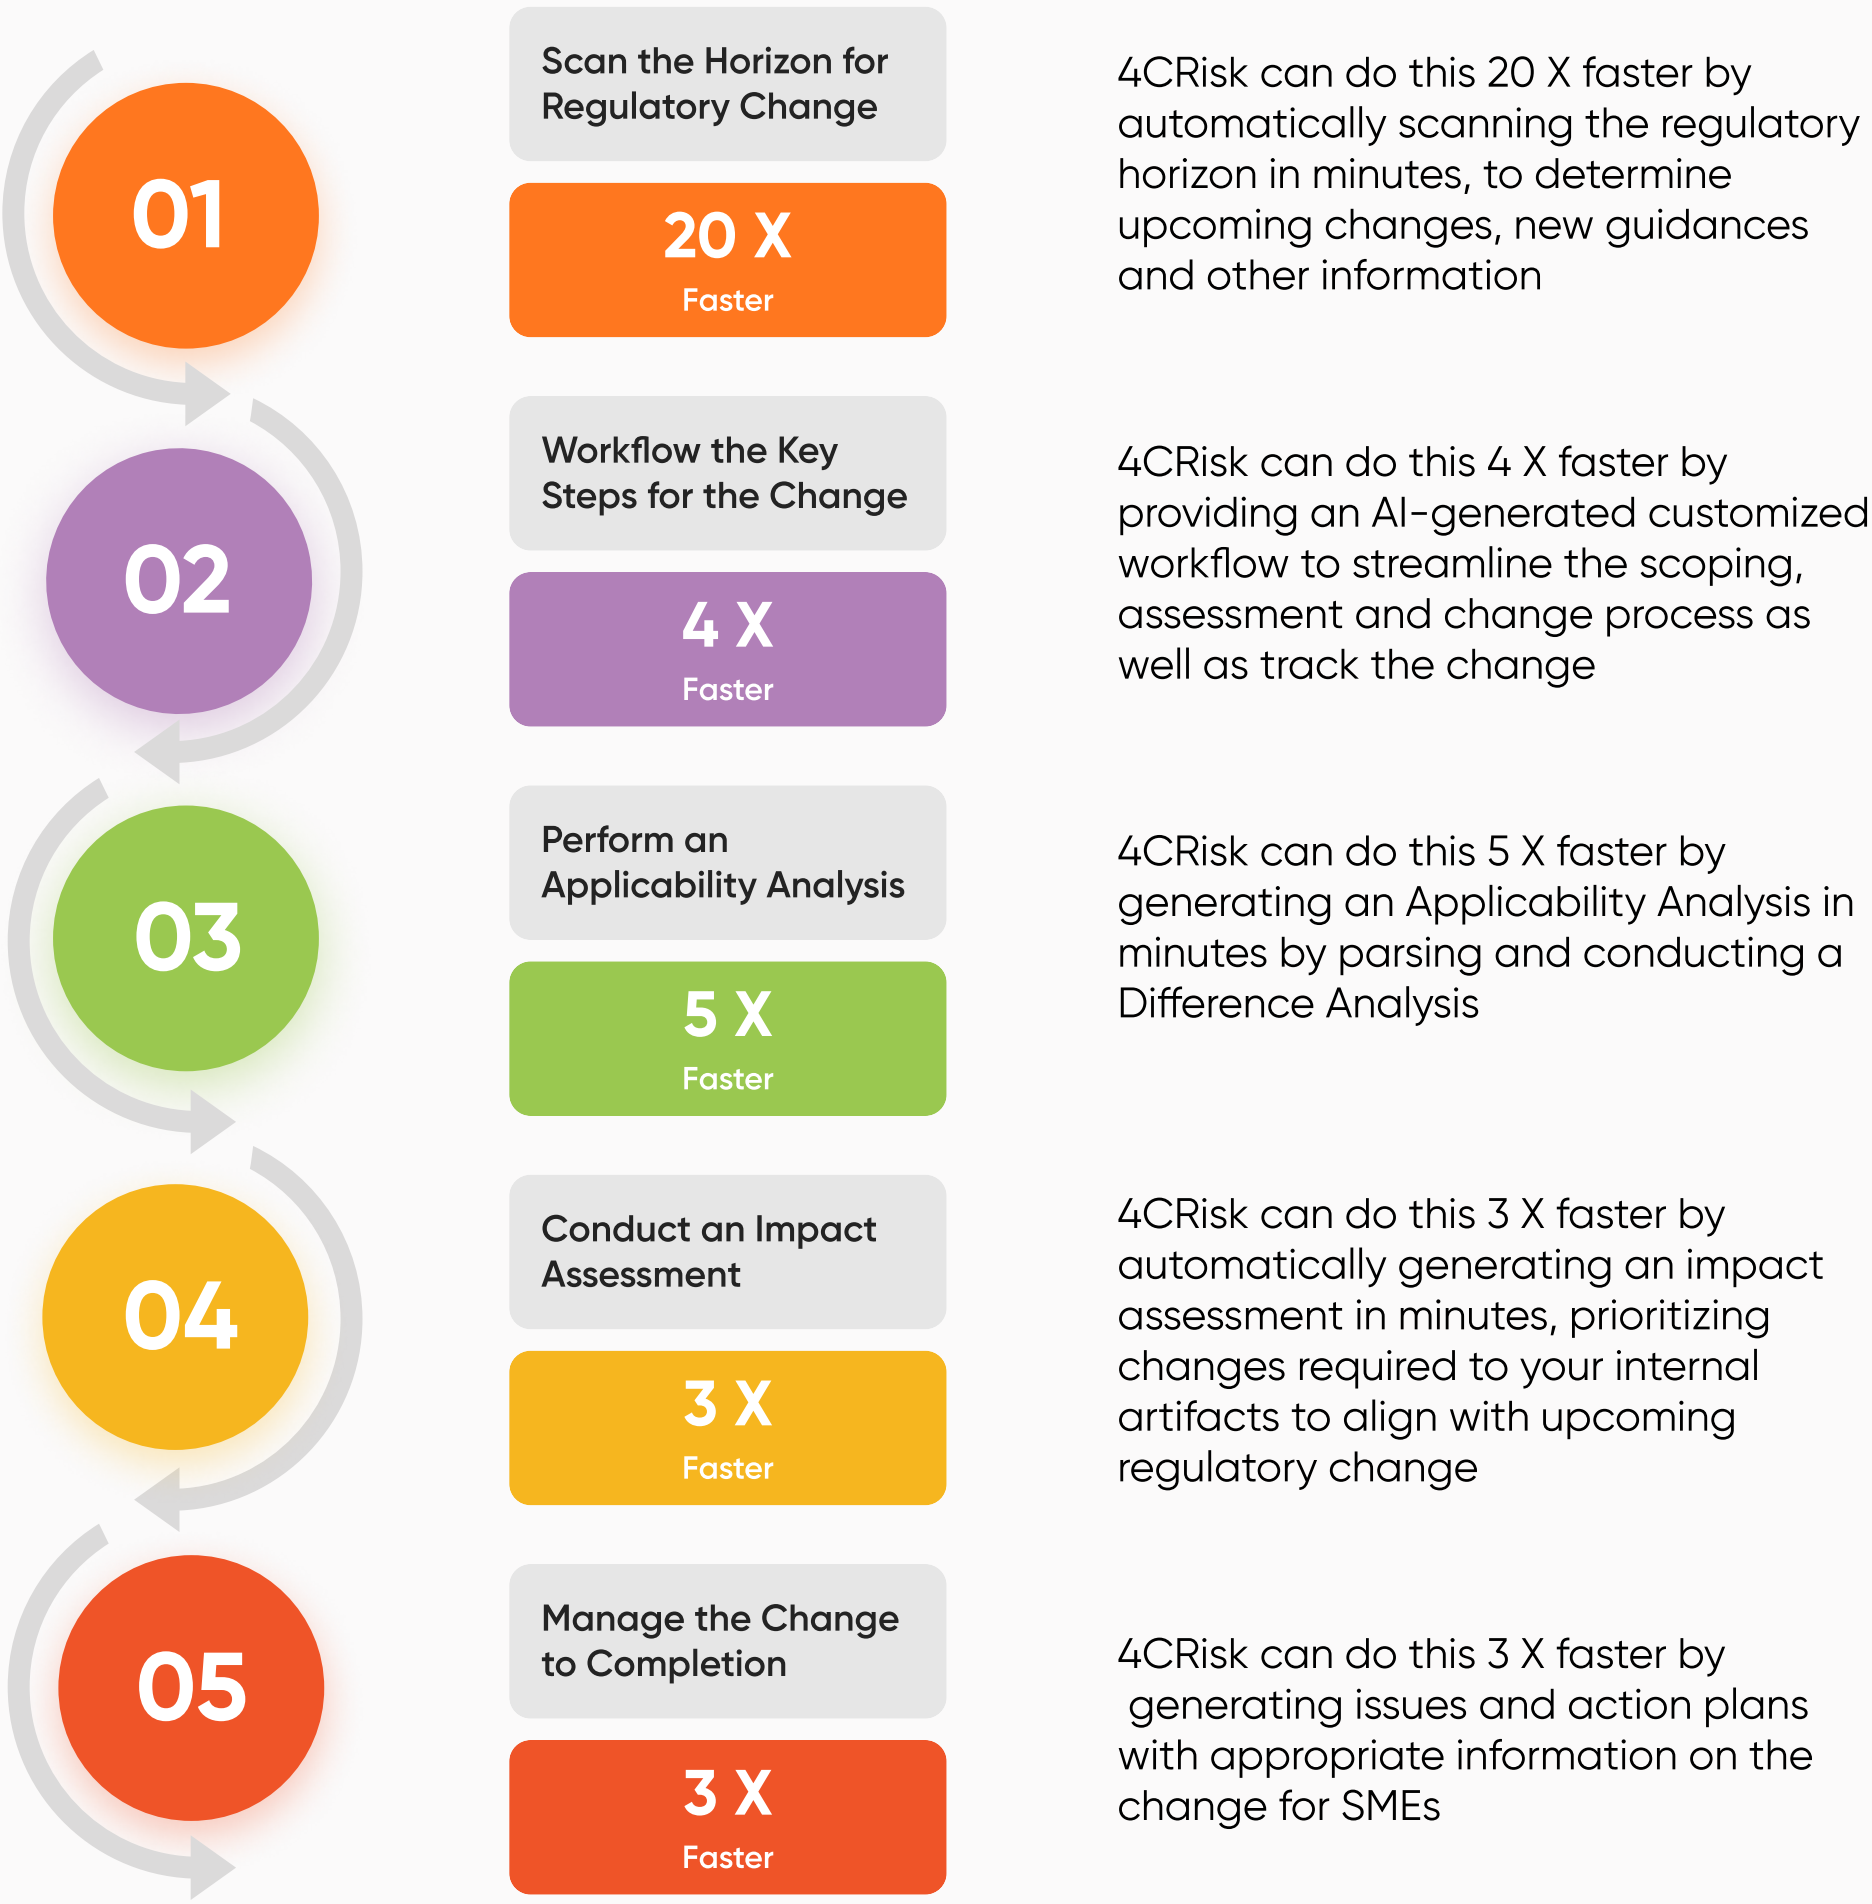 01
Scan the Horizon for
Regulatory Change
20 X
Faster
4CRisk can do this 20 X faster by
automatically scanning the regulatory
horizon in minutes, to determine
upcoming changes, new guidances
and other information
02
Workflow the Key
Steps for the Change
4 X
Faster
4CRisk can do this 4 X faster by
providing an AI-generated customized
workflow to streamline the scoping,
assessment and change process as
well as track the change
03
Perform an
Applicability Analysis
5 X
Faster
4CRisk can do this 5 X faster by
generating an Applicability Analysis in
minutes by parsing and conducting a
Difference Analysis
04
Conduct an Impact
Assessment
3 X
Faster
4CRisk can do this 3 X faster by
automatically generating an impact
assessment in minutes, prioritizing
changes required to your internal
artifacts to align with upcoming
regulatory change
05
Manage the Change
to Completion
3 X
Faster
4CRisk can do this 3 X faster by
generating issues and action plans
with appropriate information on the
change for SMEs